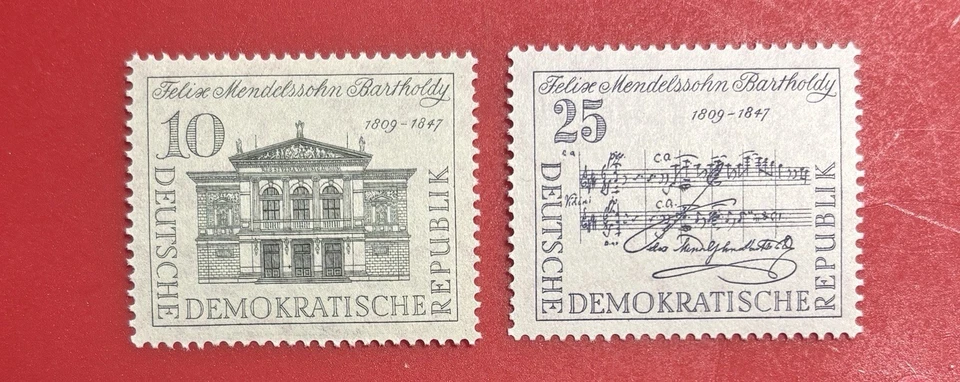 Felix Mendelssohn Bartholdy
1809-1847
10
DEUTSCHE
DEMOKRATISCHE
REPUBLIK
Felix Mendelssohn Bartholdy
1809-1847
25
c.a.
c.a.
DEUTSCHE
DEMOKRATISCHE
REPUBLIK